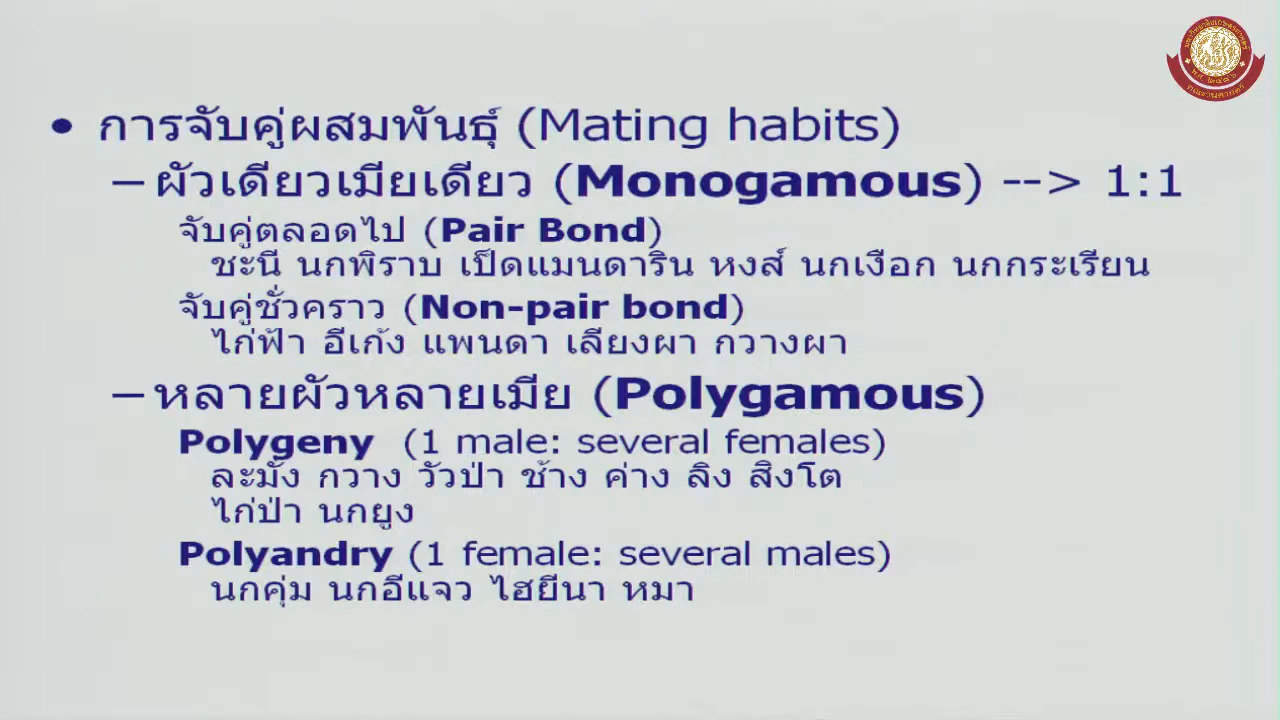 • การจับคู่ผสมพันธุ์ (Mating habits)
– ผัวเดียวเมียเดียว (Monogamous) --> 1:1
จับคู่ตลอดไป (Pair Bond)
ชะนี นกพิราบ เป็ดแมนดาริน หงส์ นกเงือก นกกระเรียน
จับคู่ชั่วคราว (Non-pair bond)
ไก่ฟ้า อีเก้ง แพนดา เลียงผา กวางผา
– หลายผัวหลายเมีย (Polygamous)
Polygeny (1 male: several females)
ละมั่ง กวาง วัวป่า ช้าง ค่าง ลิง สิงโต
ไก่ป่า นกยูง
Polyandry (1 female: several males)
นกคุ่ม นกอีแจว ไฮยีนา หมา